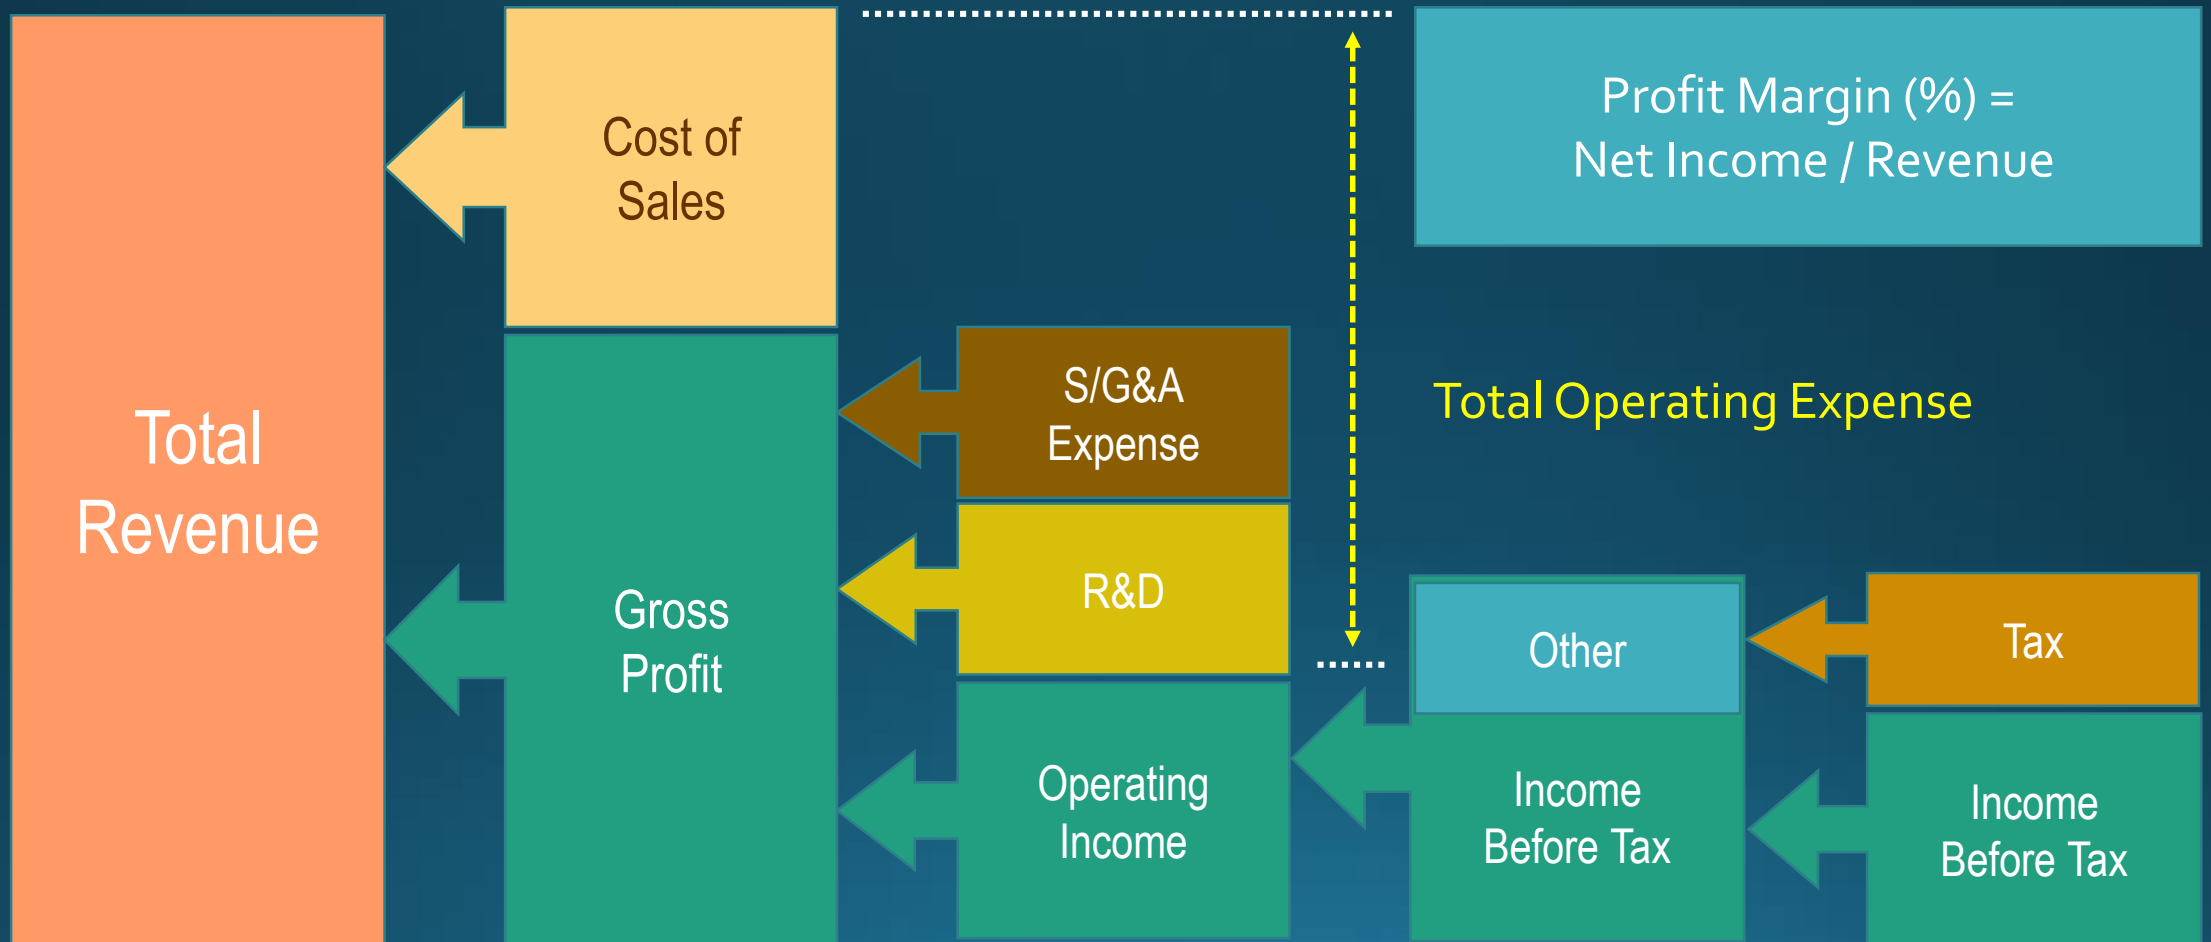 Total
Revenue
Cost of
Sales
Gross
Profit
S/G&A
Expense
R&D
Operating
Income
Profit Margin (%) =
Net Income / Revenue
Total Operating Expense
Other
Income
Before Tax
Tax
Income
Before Tax